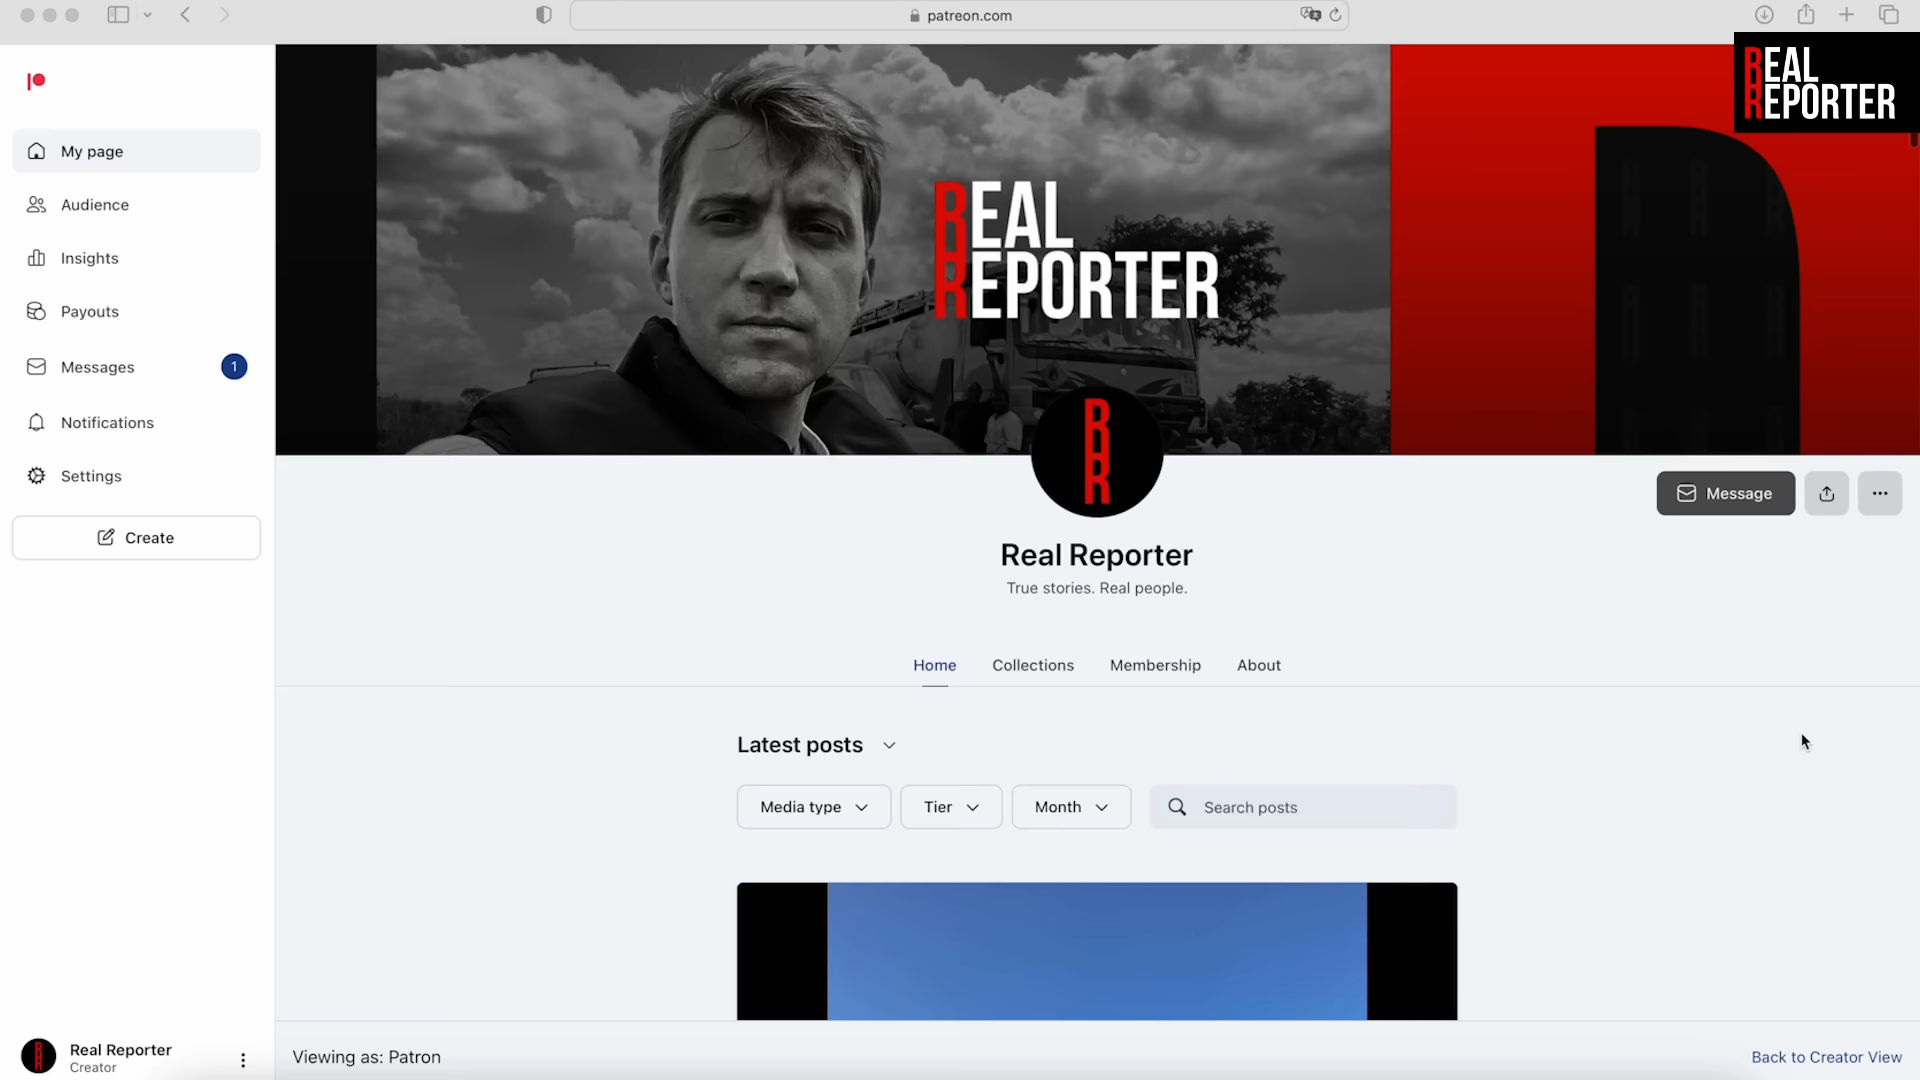 patreon.com
REAL
REPORTER
My page
Audience
Insights
Payouts
Messages
1
Notifications
Settings
Create
REAL
REPORTER
RR
Message
Real Reporter
True stories. Real people.
Home
Collections
Membership
About
Latest posts
Media type
Tier
Month
Search posts
Real Reporter
Creator
Viewing as: Patron
Back to Creator View